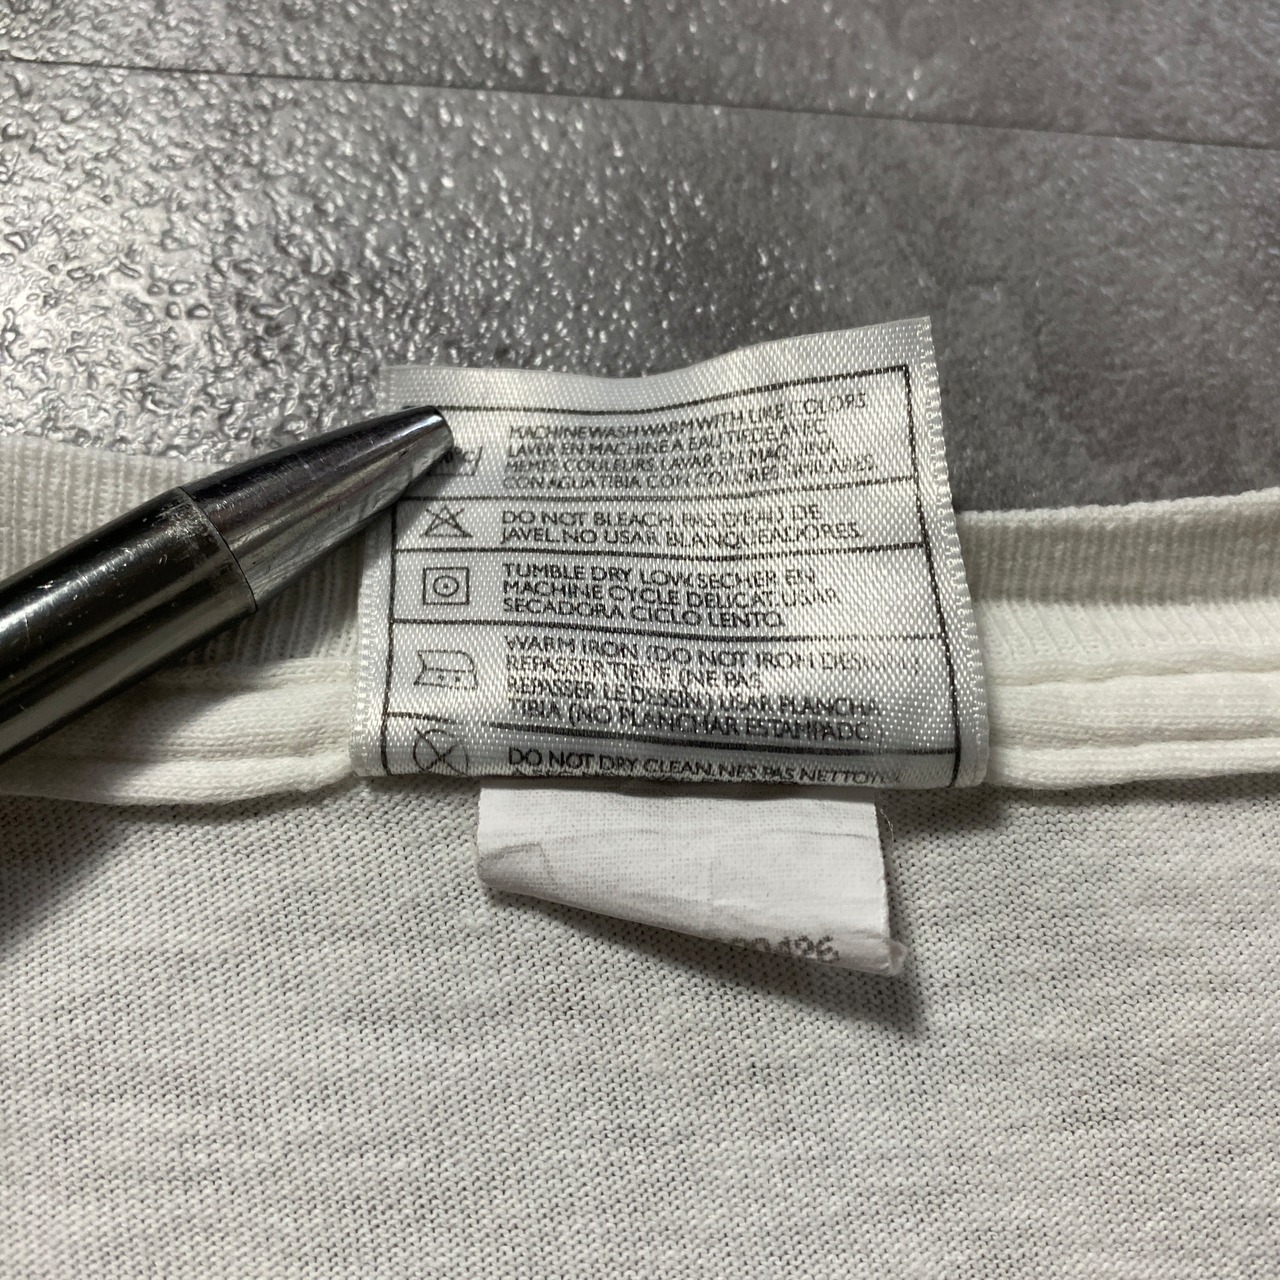 MACHINE WASH WARM WITH LIKE COLORS
LAVER EN MACHINE A EAU TIEDE AVEC
MEMES COULEURS, LAVAR EN MAQUINA
CON AGUA TIBIA CON COLORES SIMILARES
DO NOT BLEACH, PAS D'EAU DE
JAVEL, NO USAR BLANQUEADORES,
TUMBLE DRY LOW, SECHER EN
MACHINE CYCLE DELICAT, USAR
SECADORA CICLO LENTO,
WARM IRON (DO NOT IRON
REPASSER TIEDE (NE PAS
REPASSER LE DESSIN) USAR PLANCHA
TIBIA (NO PLANCHAR ESTAMPADO
DO NOT DRY CLEAN, NES PAS NETTOYER